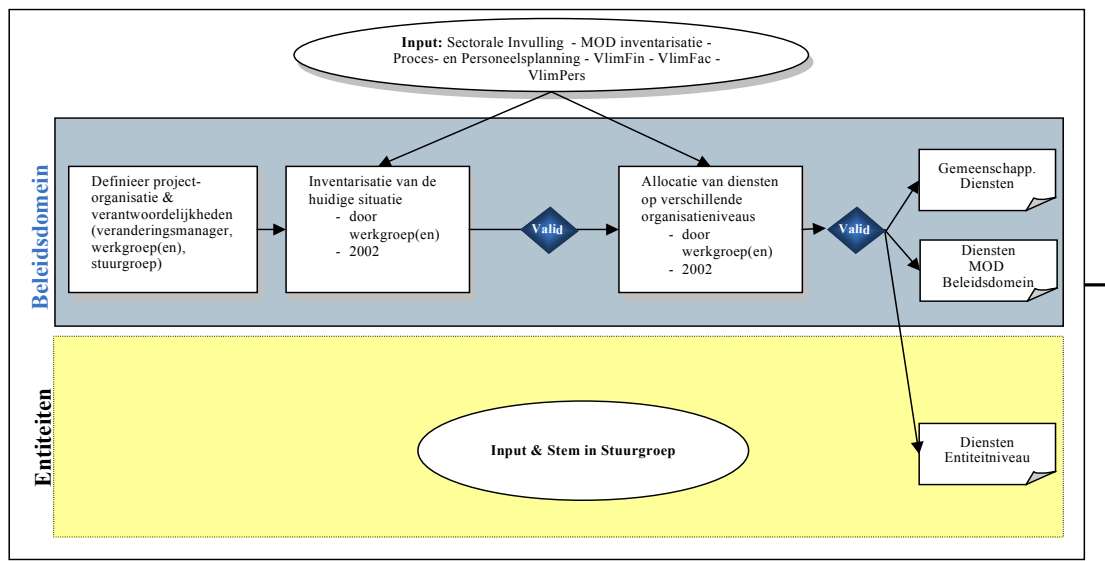 Input: Sectorale Invulling - MOD inventarisatie -
Proces- en Personeelsplanning - VlimFin - VlimFac -
VlimPers
Beleidsdomein
Definieer project-
organisatie &
verantwoordelijkheden
(veranderingsmanager,
werkgroep(en),
stuurgroep)
Inventarisatie van de
huidige situatie
- door
werkgroep(en)
- 2002
Valid
Allocatie van diensten
op verschillende
organisatieniveaus
- door
werkgroep(en)
- 2002
Valid
Gemeenschapp.
Diensten
Diensten
MOD
Beleidsdomein
Entiteiten
Input & Stem in Stuurgroep
Diensten
Entiteitniveau